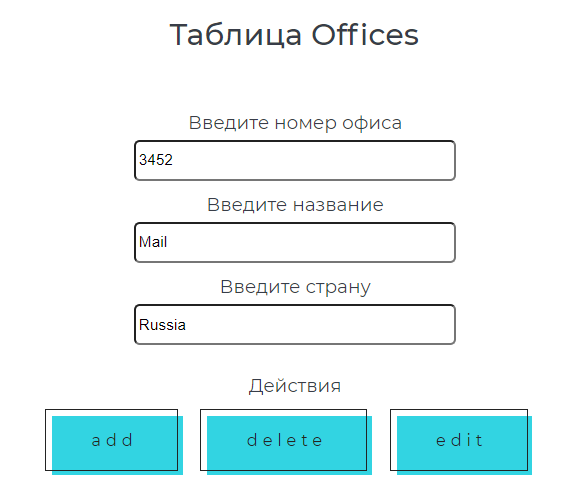 Таблица Offices
Введите номер офиса
3452
Введите название
Mail
Введите страну
Russia
Действия
add delete edit